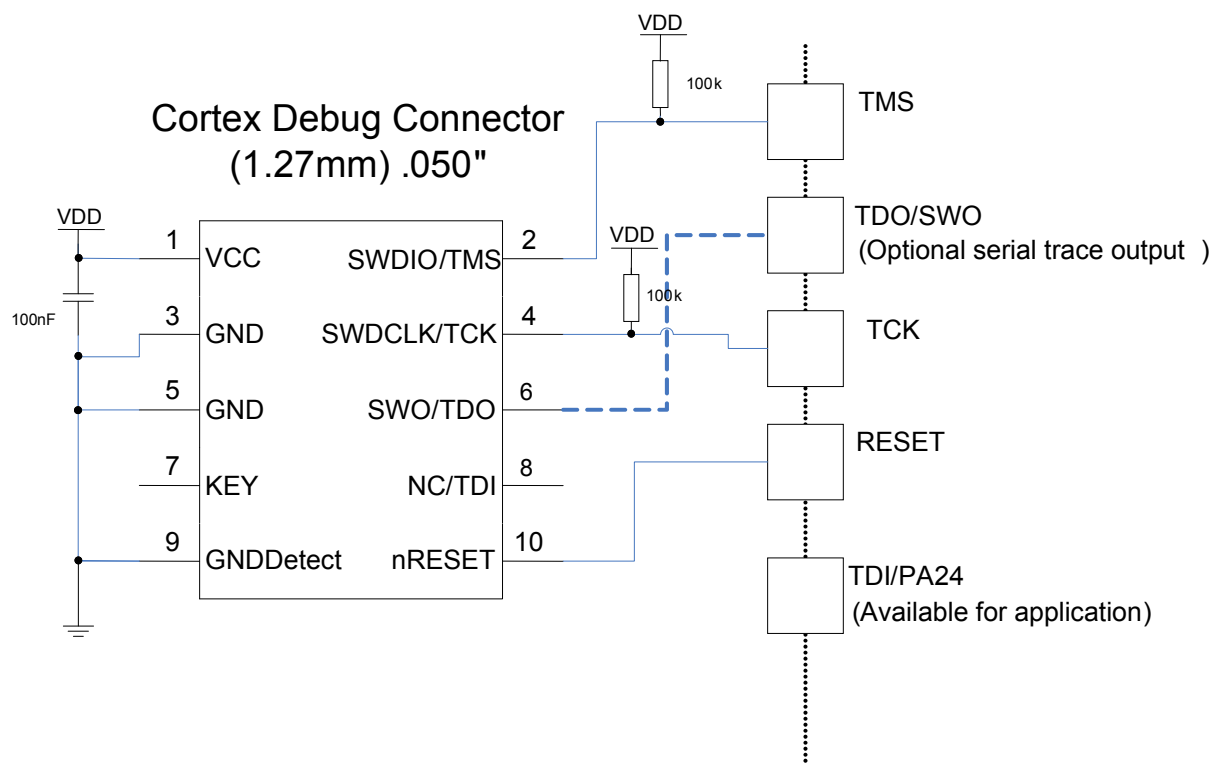 VDD
100k
TMS
Cortex Debug Connector
(1.27mm) .050"
VDD
1
VCC
SWDIO/TMS
2
TDO/SWO
(Optional serial trace output )
VDD
100k
100nF
3
GND
SWDCLK/TCK
4
TCK
5
GND
SWO/TDO
6
RESET
7
KEY
NC/TDI
8
9
GNDDetect
nRESET
10
TDI/PA24
(Available for application)